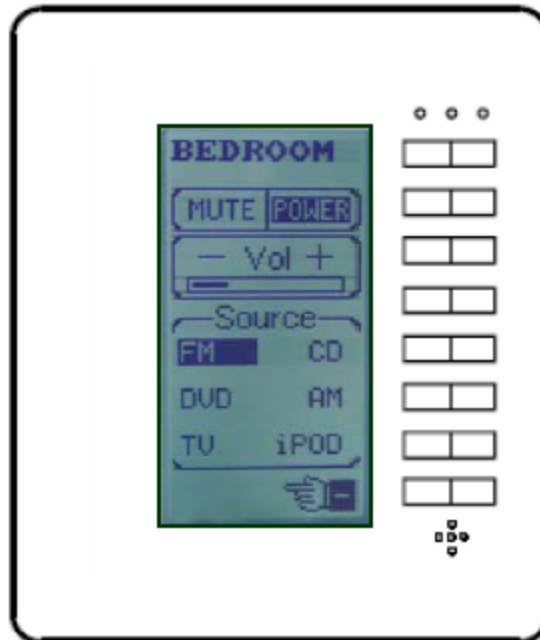 BEDROOM
MUTE POWER
− Vol +
Source
FM CD
DVD AM
TV iPOD